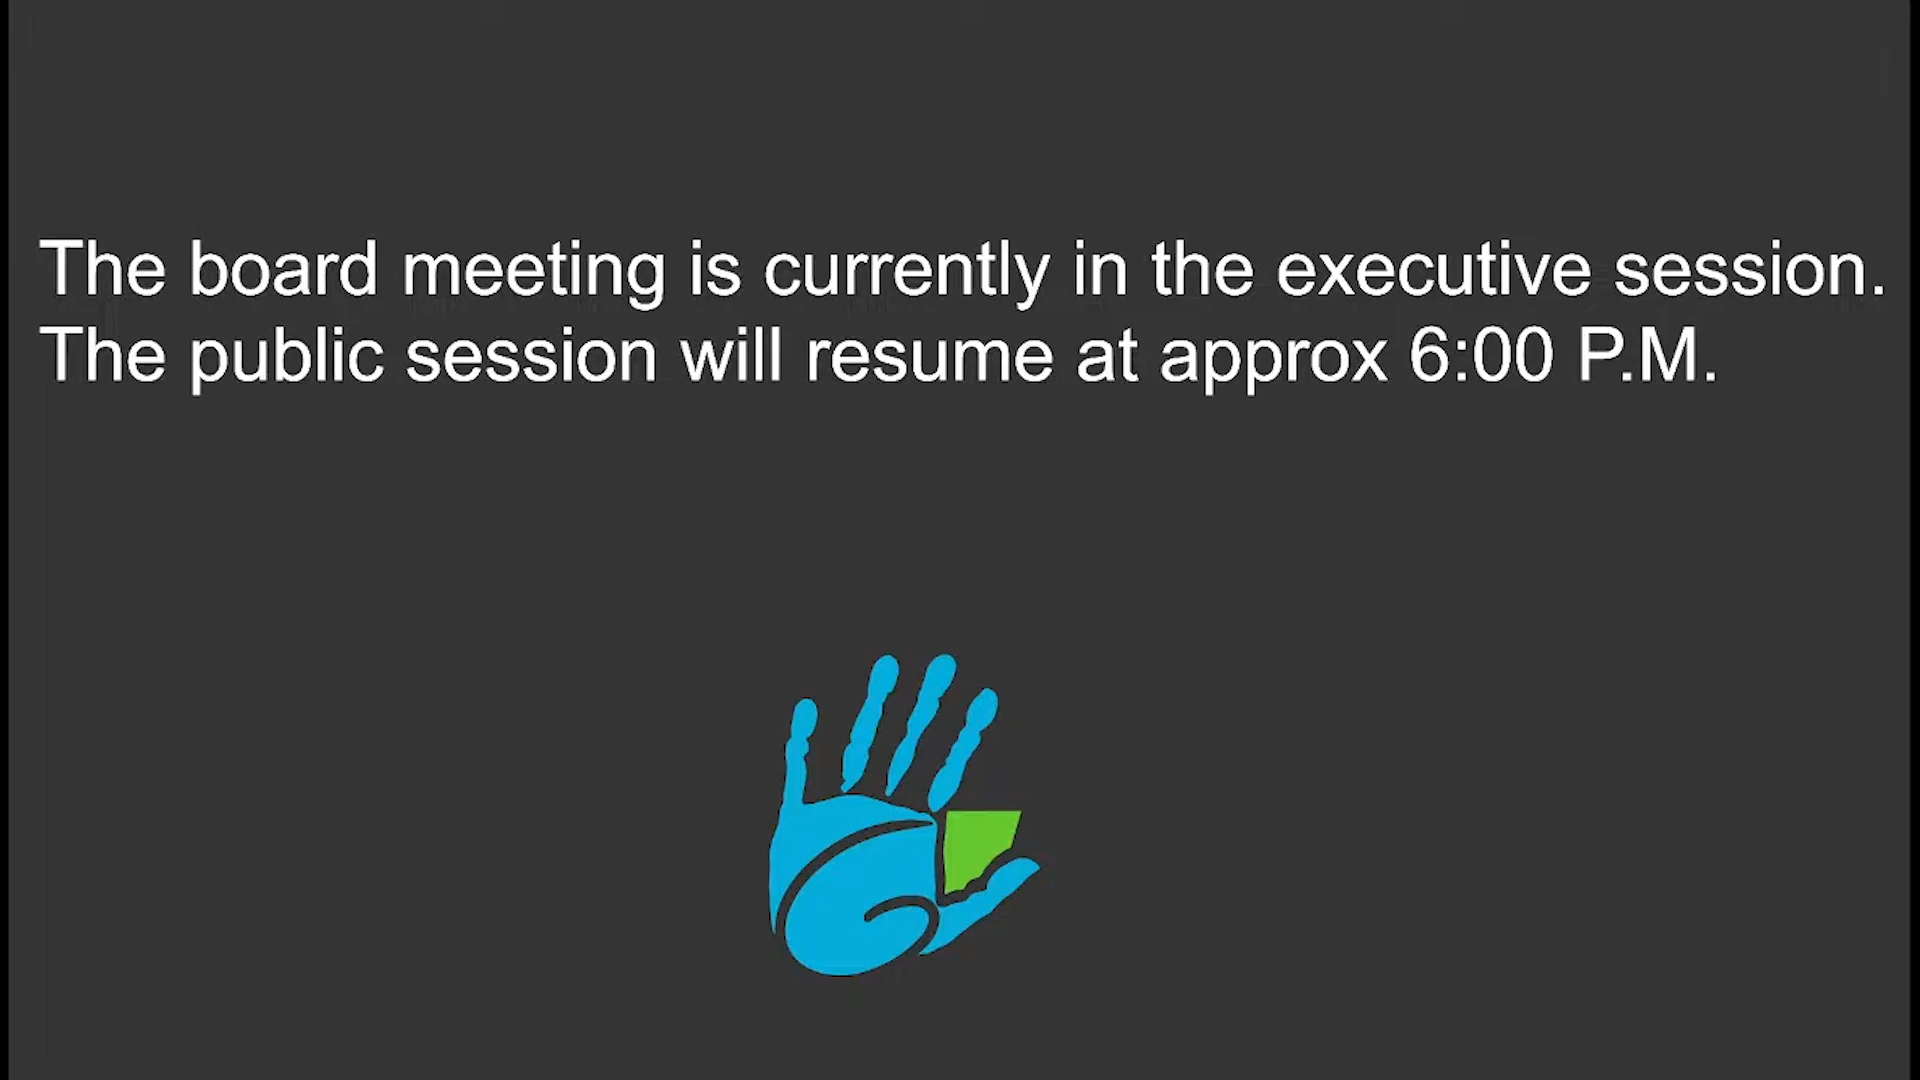 The board meeting is currently in the executive session.
The public session will resume at approx 6:00 P.M.